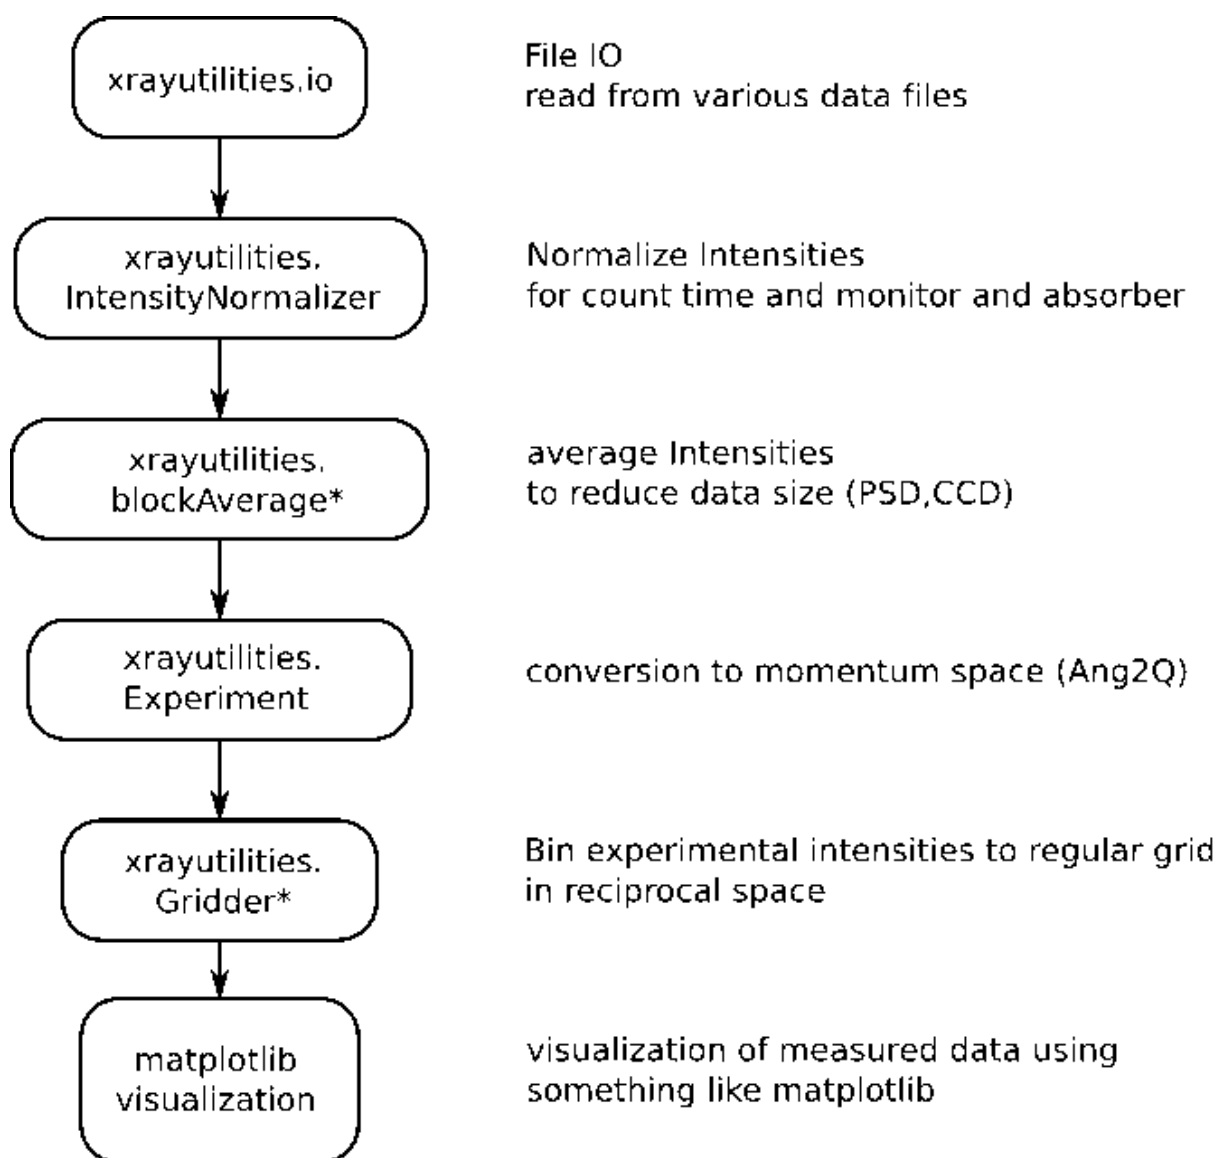 xrayutilities.io
File IO
read from various data files
xrayutilities.
IntensityNormalizer
Normalize Intensities
for count time and monitor and absorber
xrayutilities.
blockAverage*
average Intensities
to reduce data size (PSD,CCD)
xrayutilities.
Experiment
conversion to momentum space (Ang2Q)
xrayutilities.
Gridder*
Bin experimental intensities to regular grid
in reciprocal space
matplotlib
visualization
visualization of measured data using
something like matplotlib